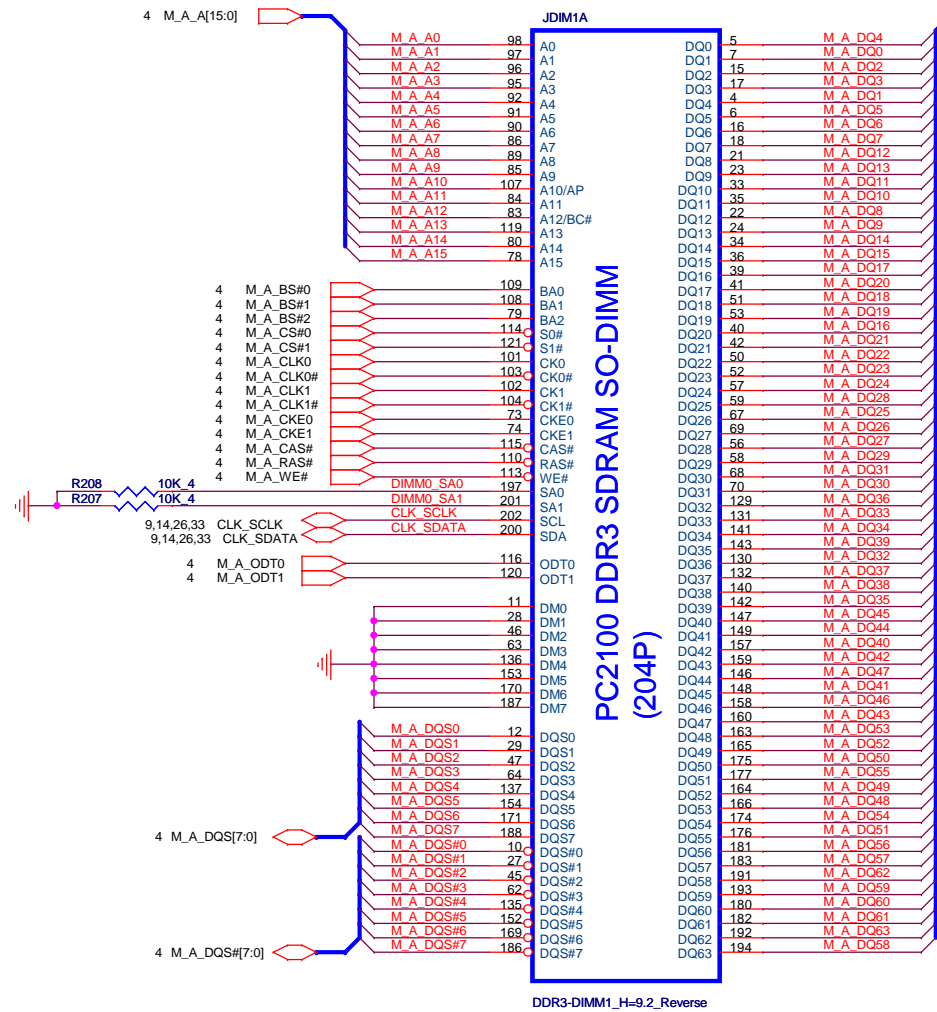 4 M_A_A[15:0]
JDIM1A
M_A_A0 98 A0 DQ0 5 M_A_DQ4
M_A_A1 97 A1 DQ1 7 M_A_DQ0
M_A_A2 96 A2 DQ2 15 M_A_DQ2
M_A_A3 95 A3 DQ3 17 M_A_DQ3
M_A_A4 92 A4 DQ4 4 M_A_DQ1
M_A_A5 91 A5 DQ5 6 M_A_DQ5
M_A_A6 90 A6 DQ6 16 M_A_DQ6
M_A_A7 86 A7 DQ7 18 M_A_DQ7
M_A_A8 89 A8 DQ8 21 M_A_DQ12
M_A_A9 85 A9 DQ9 23 M_A_DQ13
M_A_A10 107 A10/AP DQ10 33 M_A_DQ11
M_A_A11 84 A11 DQ11 35 M_A_DQ10
M_A_A12 83 A12/BC# DQ12 22 M_A_DQ8
M_A_A13 119 A13 DQ13 24 M_A_DQ9
M_A_A14 80 A14 DQ14 34 M_A_DQ14
M_A_A15 78 A15 DQ15 36 M_A_DQ15
DQ16 39 M_A_DQ17
4 M_A_BS#0 109 BA0 DQ17 41 M_A_DQ20
4 M_A_BS#1 108 BA1 DQ18 51 M_A_DQ18
4 M_A_BS#2 79 BA2 DQ19 53 M_A_DQ19
4 M_A_CS#0 114 S0# DQ20 40 M_A_DQ16
4 M_A_CS#1 121 S1# DQ21 42 M_A_DQ21
4 M_A_CLK0 101 CK0 DQ22 50 M_A_DQ22
4 M_A_CLK0# 103 CK0# DQ23 52 M_A_DQ23
4 M_A_CLK1 102 CK1 DQ24 57 M_A_DQ24
4 M_A_CLK1# 104 CK1# DQ25 59 M_A_DQ28
4 M_A_CKE0 73 CKE0 DQ26 67 M_A_DQ25
4 M_A_CKE1 74 CKE1 DQ27 69 M_A_DQ26
4 M_A_CAS# 115 CAS# DQ28 56 M_A_DQ27
4 M_A_RAS# 110 RAS# DQ29 58 M_A_DQ29
4 M_A_WE# 113 WE# DQ30 68 M_A_DQ31
R208 10K_4 DIMM0_SA0 197 SA0 DQ31 70 M_A_DQ30
R207 10K_4 DIMM0_SA1 201 SA1 DQ32 129 M_A_DQ36
9,14,26,33 CLK_SCLK CLK_SCLK 202 SCL DQ33 131 M_A_DQ33
9,14,26,33 CLK_SDATA CLK_SDATA 200 SDA DQ34 141 M_A_DQ34
DQ35 143 M_A_DQ39
4 M_A_ODT0 116 ODT0 DQ36 130 M_A_DQ32
4 M_A_ODT1 120 ODT1 DQ37 132 M_A_DQ37
DQ38 140 M_A_DQ38
11 DM0 DQ39 142 M_A_DQ35
28 DM1 DQ40 147 M_A_DQ45
46 DM2 DQ41 149 M_A_DQ44
63 DM3 DQ42 157 M_A_DQ40
136 DM4 DQ43 159 M_A_DQ42
153 DM5 DQ44 146 M_A_DQ47
170 DM6 DQ45 148 M_A_DQ41
187 DM7 DQ46 158 M_A_DQ46
DQ47 160 M_A_DQ43
M_A_DQS0 12 DQS0 DQ48 163 M_A_DQ53
M_A_DQS1 29 DQS1 DQ49 165 M_A_DQ52
M_A_DQS2 47 DQS2 DQ50 175 M_A_DQ50
M_A_DQS3 64 DQS3 DQ51 177 M_A_DQ55
M_A_DQS4 137 DQS4 DQ52 164 M_A_DQ49
M_A_DQS5 154 DQS5 DQ53 166 M_A_DQ48
M_A_DQS6 171 DQS6 DQ54 174 M_A_DQ54
4 M_A_DQS[7:0] M_A_DQS7 188 DQS7 DQ55 176 M_A_DQ51
M_A_DQS#0 10 DQS#0 DQ56 181 M_A_DQ56
M_A_DQS#1 27 DQS#1 DQ57 183 M_A_DQ57
M_A_DQS#2 45 DQS#2 DQ58 191 M_A_DQ62
M_A_DQS#3 62 DQS#3 DQ59 193 M_A_DQ59
M_A_DQS#4 135 DQS#4 DQ60 180 M_A_DQ60
M_A_DQS#5 152 DQS#5 DQ61 182 M_A_DQ61
M_A_DQS#6 169 DQS#6 DQ62 192 M_A_DQ63
4 M_A_DQS#[7:0] M_A_DQS#7 186 DQS#7 DQ63 194 M_A_DQ58
PC2100 DDR3 SDRAM SO-DIMM
(204P)
DDR3-DIMM1_H=9.2_Reverse